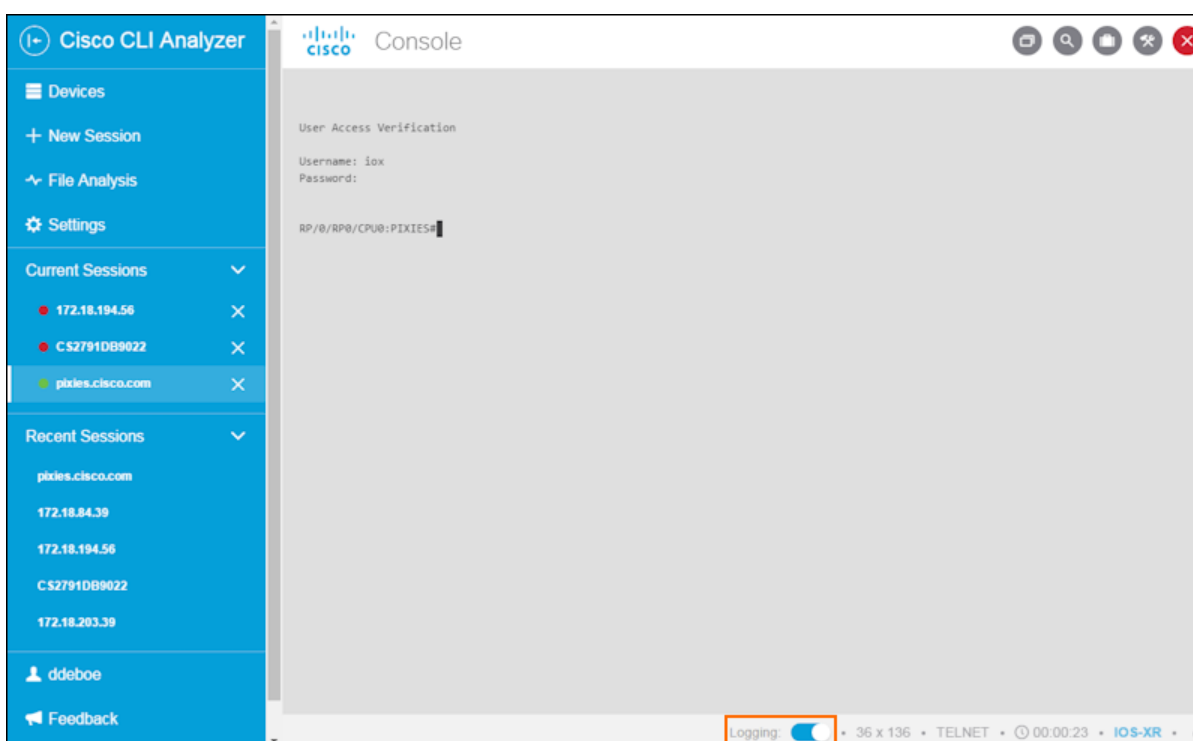 Cisco CLI Analyzer
Devices
New Session
File Analysis
Settings
Current Sessions
172.18.194.56
CS2791DB9022
pixies.cisco.com
Recent Sessions
pixies.cisco.com
172.18.84.39
172.18.194.56
CS2791DB9022
172.18.203.39
ddeboe
Feedback
CISCO Console
User Access Verification
Username: iox
Password:
RP/0/RP0/CPU0:PIXIES#
Logging: • 36 x 136 • TELNET • 00:00:23 • IOS-XR •